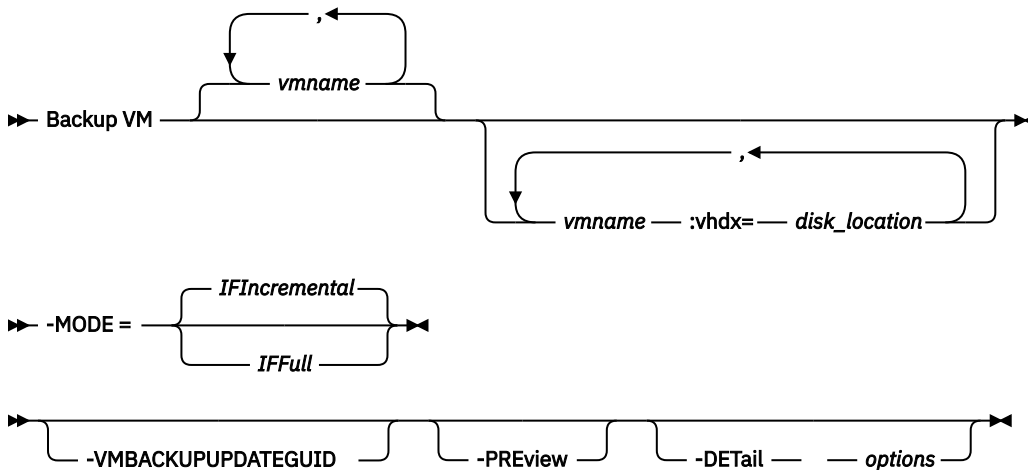 ,
vmname
Backup VM
,
vmname :vhdx= disk_location
IFIncremental
-MODE =
IFFull
-VMBACKUPUPDATEGUID -PREview -DETail options